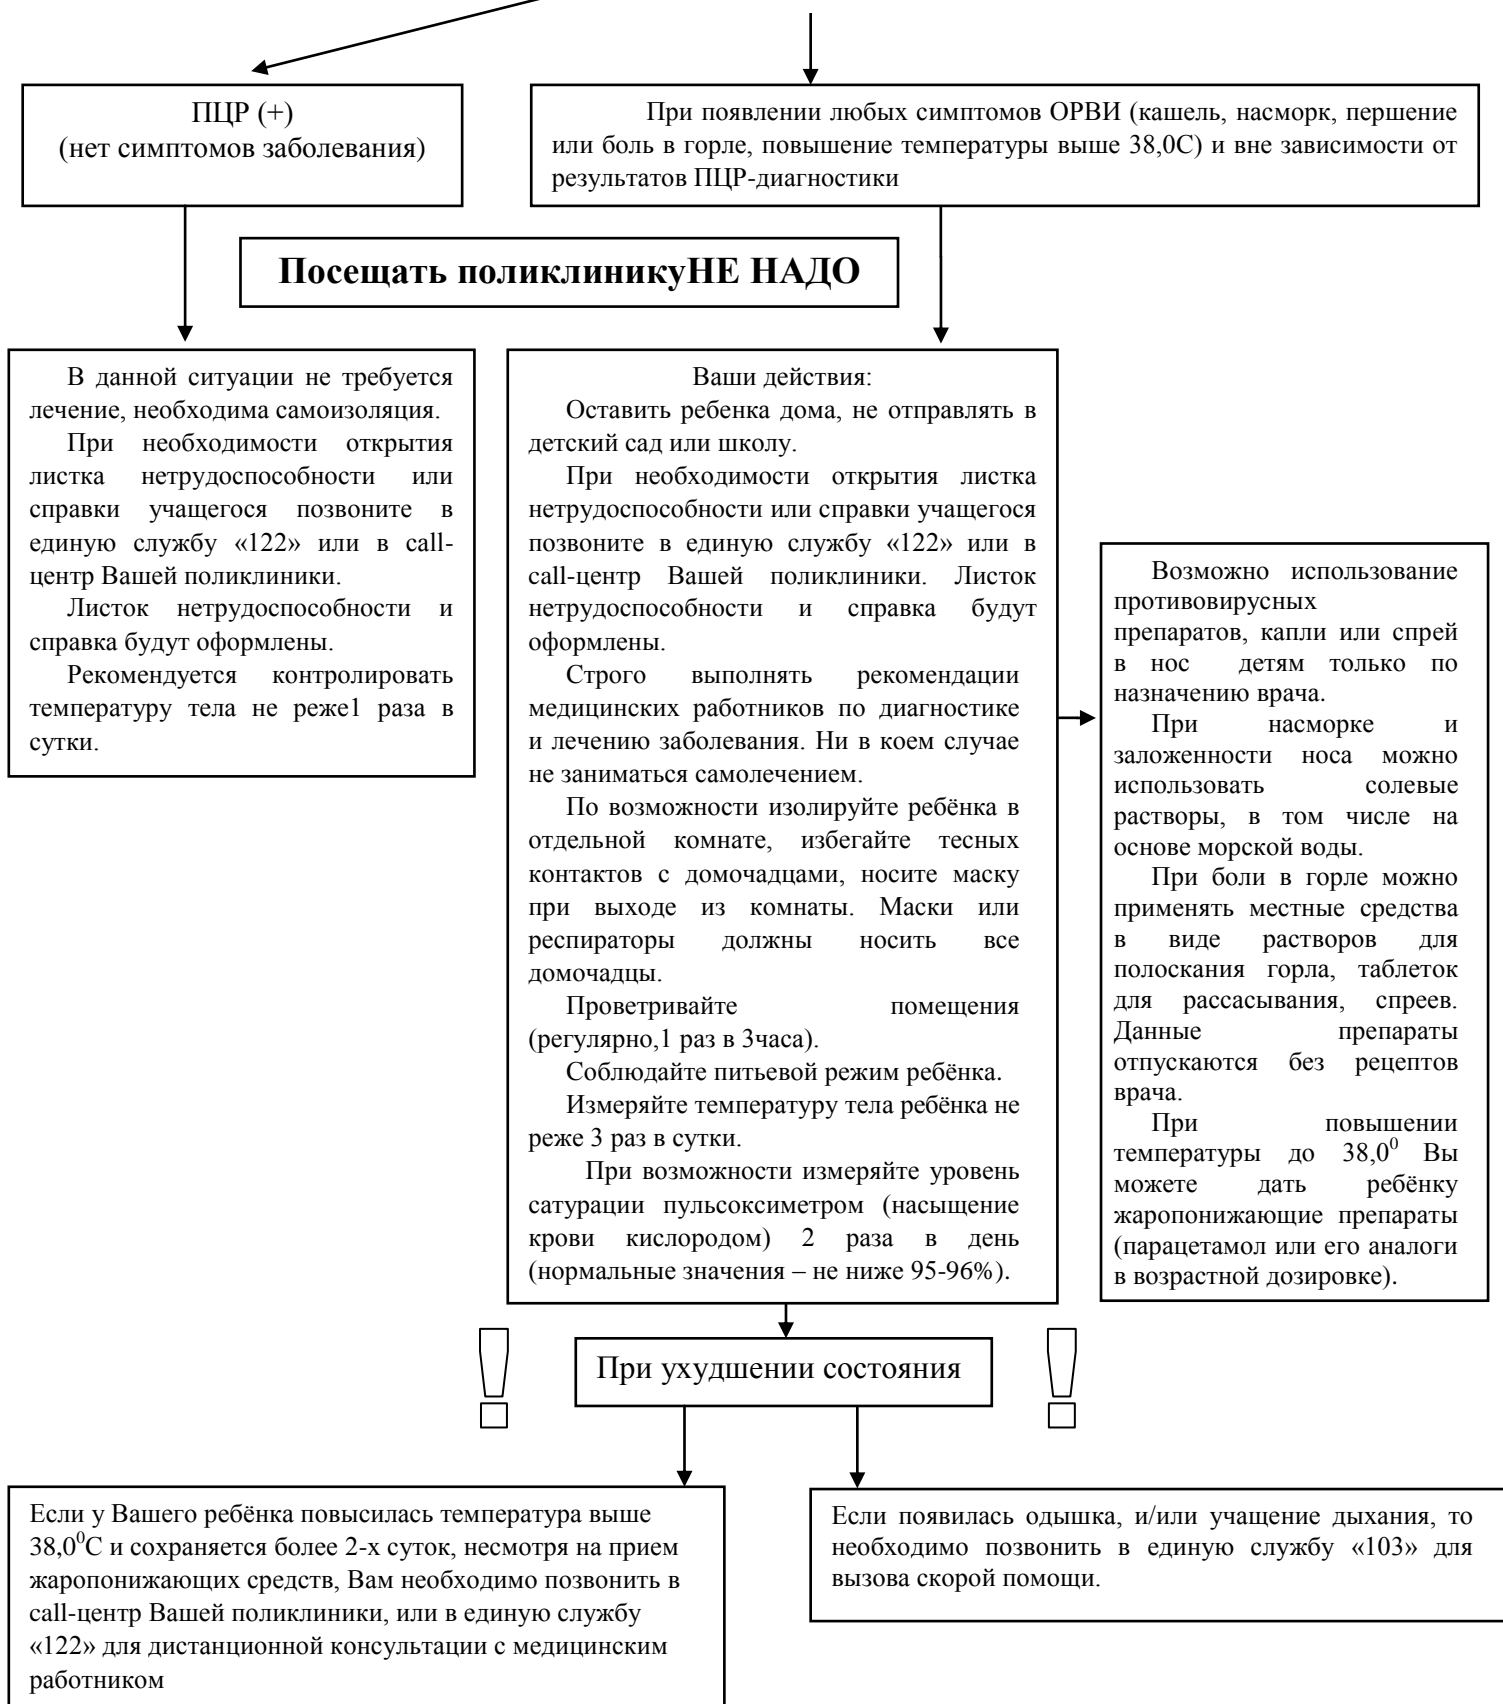 ПЦР (+)
(нет симптомов заболевания)
При появлении любых симптомов ОРВИ (кашель, насморк, першение
или боль в горле, повышение температуры выше 38,0С) и вне зависимости от
результатов ПЦР-диагностики
Посещать поликлиникуНЕ НАДО
В данной ситуации не требуется
лечение, необходима самоизоляция.
При необходимости открытия
листка нетрудоспособности или
справки учащегося позвоните в
единую службу «122» или в call-
центр Вашей поликлиники.
Листок нетрудоспособности и
справка будут оформлены.
Рекомендуется контролировать
температуру тела не реже1 раза в
сутки.
Ваши действия:
Оставить ребенка дома, не отправлять в
детский сад или школу.
При необходимости открытия листка
нетрудоспособности или справки учащегося
позвоните в единую службу «122» или в
call-центр Вашей поликлиники. Листок
нетрудоспособности и справка будут
оформлены.
Строго выполнять рекомендации
медицинских работников по диагностике
и лечению заболевания. Ни в коем случае
не заниматься самолечением.
По возможности изолируйте ребёнка в
отдельной комнате, избегайте тесных
контактов с домочадцами, носите маску
при выходе из комнаты. Маски или
респираторы должны носить все
домочадцы.
Проветривайте помещения
(регулярно,1 раз в 3часа).
Соблюдайте питьевой режим ребёнка.
Измеряйте температуру тела ребёнка не
реже 3 раз в сутки.
При возможности измеряйте уровень
сатурации пульсоксиметром (насыщение
крови кислородом) 2 раза в день
(нормальные значения – не ниже 95-96%).
Возможно использование
противовирусных
препаратов, капли или спрей
в нос детям только по
назначению врача.
При насморке и
заложенности носа можно
использовать солевые
растворы, в том числе на
основе морской воды.
При боли в горле можно
применять местные средства
в виде растворов для
полоскания горла, таблеток
для рассасывания, спреев.
Данные препараты
отпускаются без рецептов
врача.
При повышении
температуры до 38,0⁰ Вы
можете дать ребёнку
жаропонижающие препараты
(парацетамол или его аналоги
в возрастной дозировке).
! При ухудшении состояния !
Если у Вашего ребёнка повысилась температура выше
38,0⁰С и сохраняется более 2-х суток, несмотря на прием
жаропонижающих средств, Вам необходимо позвонить в
call-центр Вашей поликлиники, или в единую службу
«122» для дистанционной консультации с медицинским
работником
Если появилась одышка, и/или учащение дыхания, то
необходимо позвонить в единую службу «103» для
вызова скорой помощи.